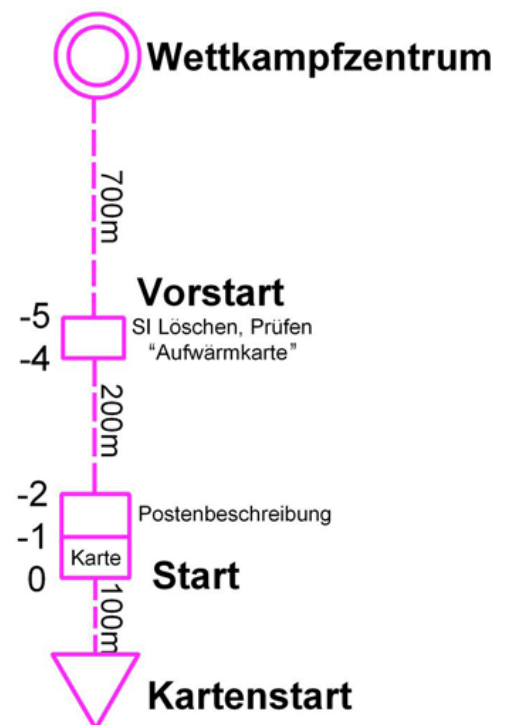 Wettkampfzentrum
700m
Vorstart
-5
SI Löschen, Prüfen
-4
“Aufwärmkarte”
200m
-2
Postenbeschreibung
-1
Karte
0
Start
100m
Kartenstart